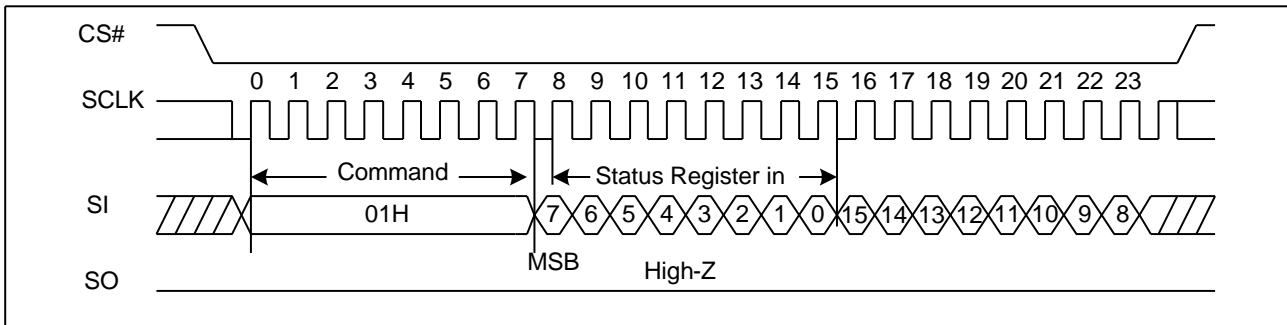 CS#
0 1 2 3 4 5 6 7 8 9 10 11 12 13 14 15 16 17 18 19 20 21 22 23
SCLK
Command Status Register in
SI 01H 7 6 5 4 3 2 1 0 15 14 13 12 11 10 9 8
MSB High-Z
SO